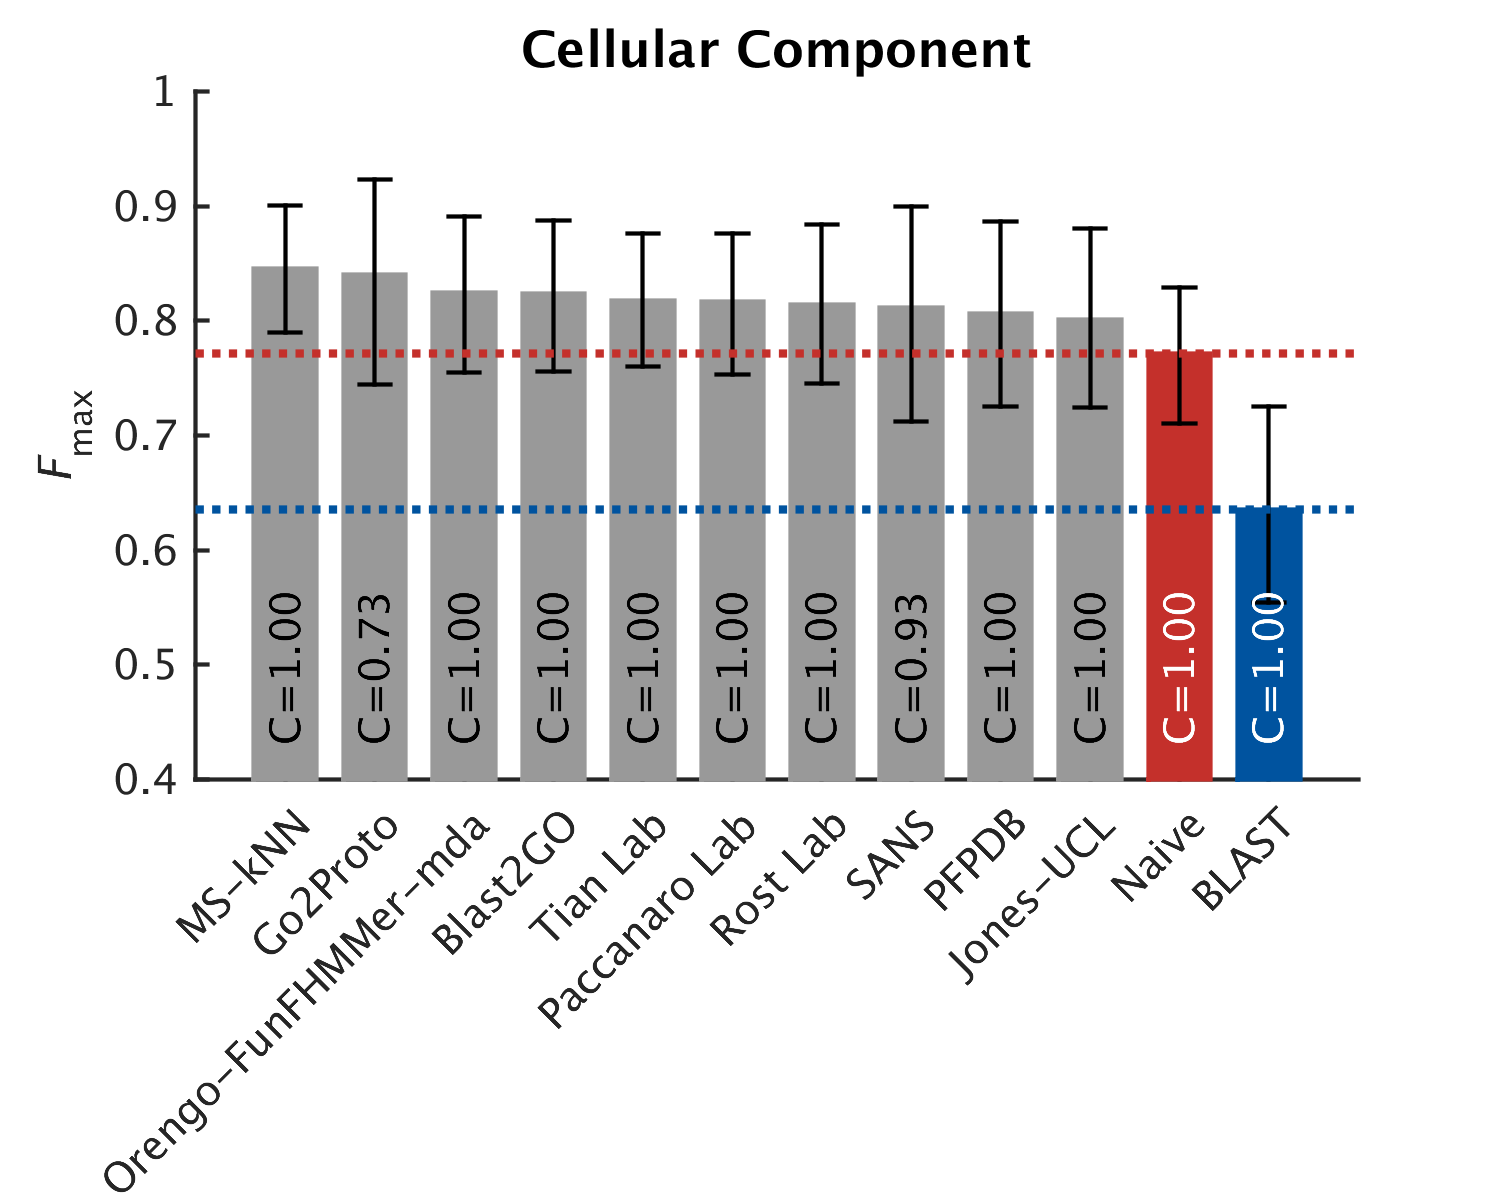 Cellular Component
1
0.9
0.8
0.7
0.6
0.5
0.4
Fmax
C=1.00
C=0.73
C=1.00
C=1.00
C=1.00
C=1.00
C=1.00
C=0.93
C=1.00
C=1.00
C=1.00
C=1.00
MS-kNN
Go2Proto
Orengo-FunFHMMer-mda
Blast2GO
Tian Lab
Paccanaro Lab
Rost Lab
SANS
PFPDB
Jones-UCL
Naive
BLAST